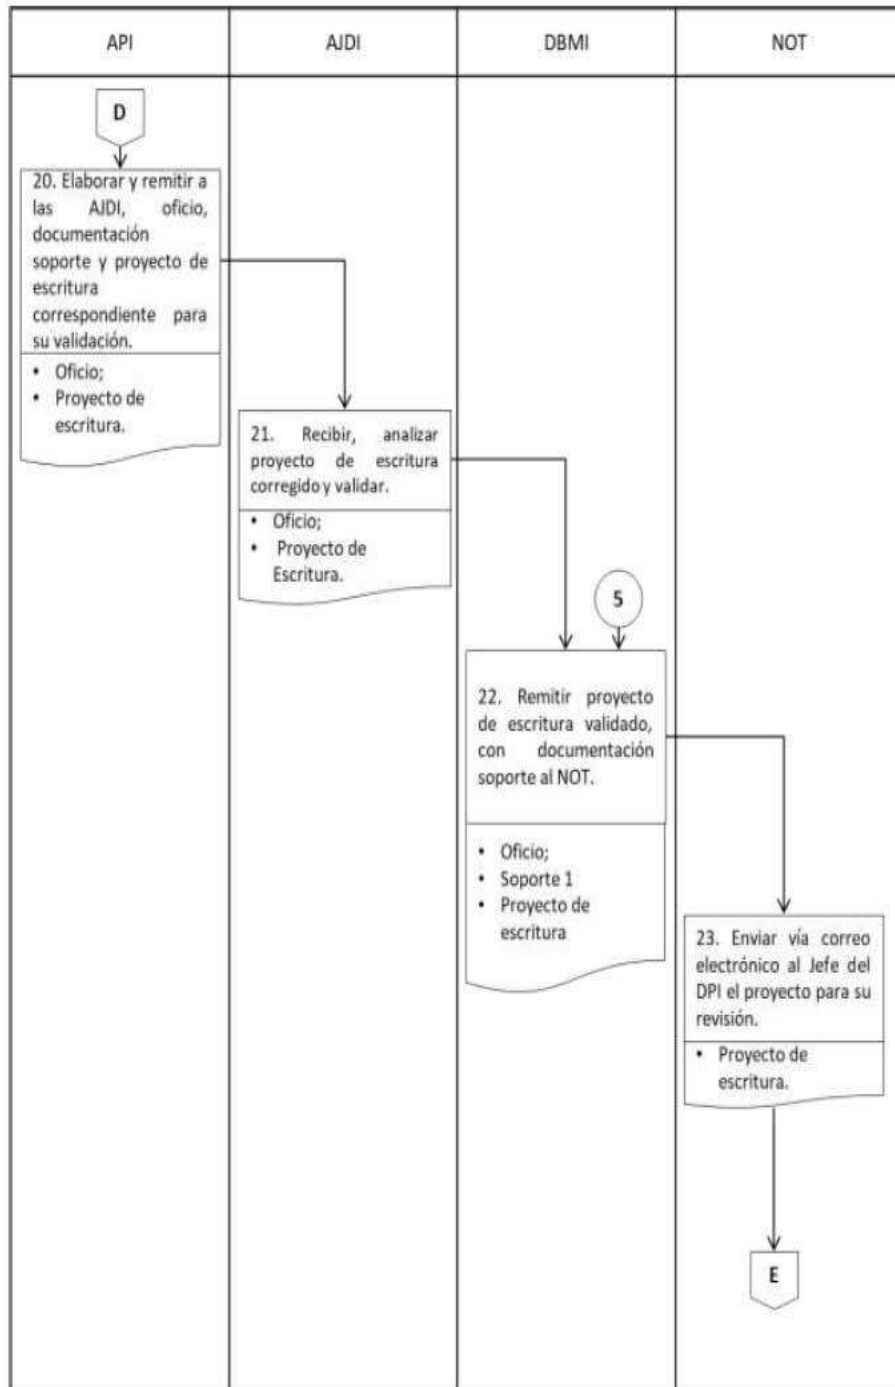 API
AJDI
DBMI
NOT
D
20. Elaborar y remitir a
las AJDI, oficio,
documentación
soporte y proyecto de
escritura
correspondiente para
su validación.
• Oficio;
• Proyecto de
escritura.
21. Recibir, analizar
proyecto de escritura
corregido y validar.
• Oficio;
• Proyecto de
Escritura.
5
22. Remitir proyecto
de escritura validado,
con documentación
soporte al NOT.
• Oficio;
• Soporte 1
• Proyecto de
escritura
23. Enviar vía correo
electrónico al Jefe del
DPI el proyecto para su
revisión.
• Proyecto de
escritura.
E